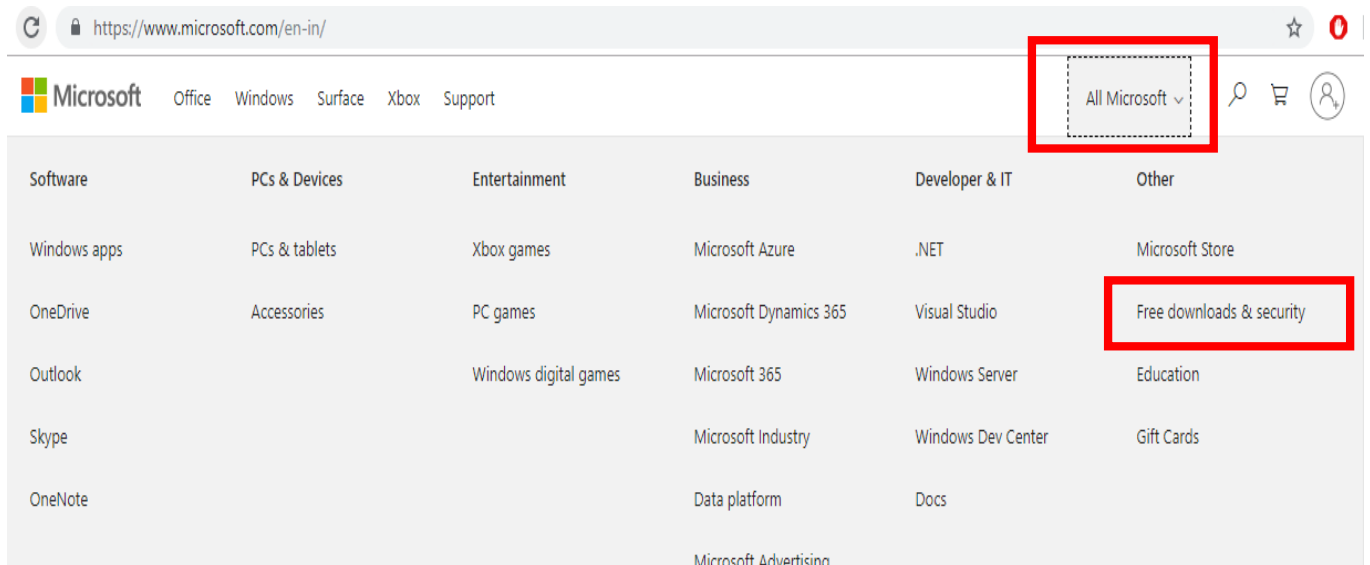 https://www.microsoft.com/en-in/
Microsoft Office Windows Surface Xbox Support All Microsoft
Software PCs & Devices Entertainment Business Developer & IT Other
Windows apps PCs & tablets Xbox games Microsoft Azure .NET Microsoft Store
OneDrive Accessories PC games Microsoft Dynamics 365 Visual Studio Free downloads & security
Outlook Windows digital games Microsoft 365 Windows Server Education
Skype Microsoft Industry Windows Dev Center Gift Cards
OneNote Data platform Docs
Microsoft Advertising